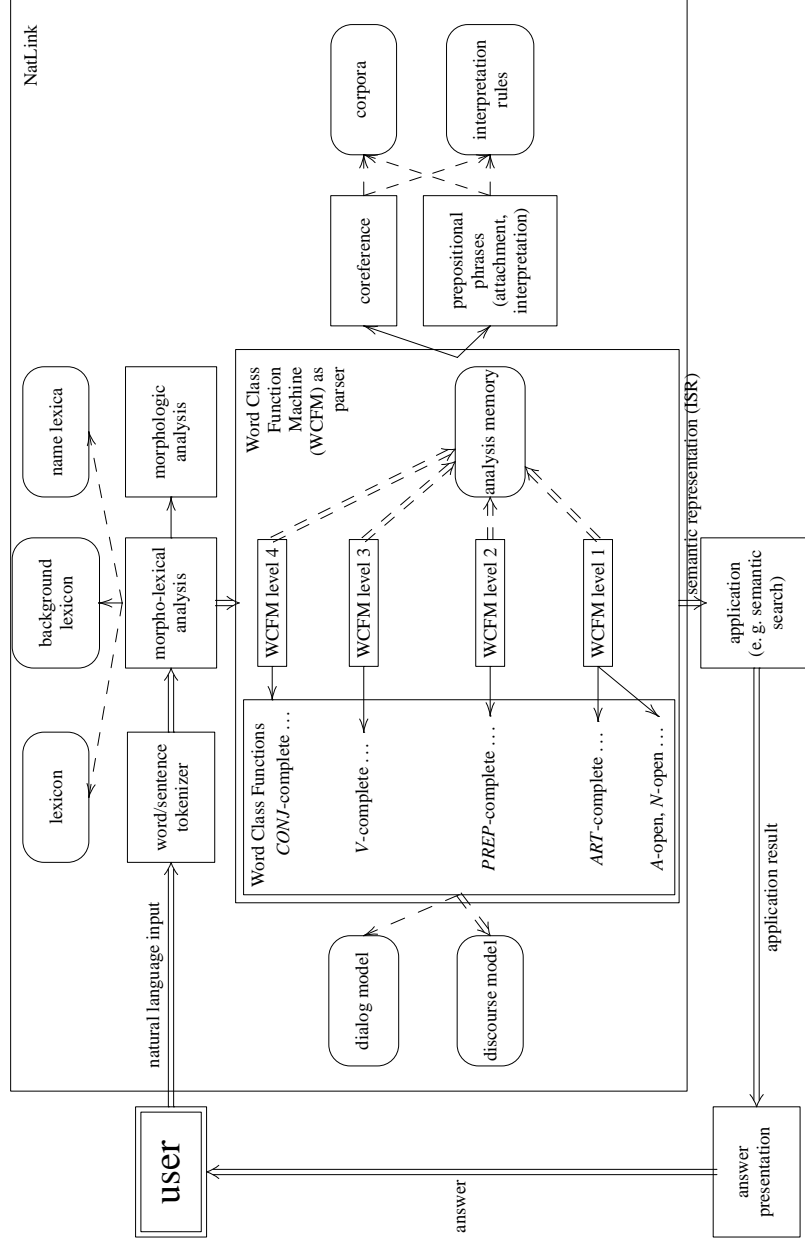 NatLink
lexicon
background
lexicon
name lexica
user
natural language input
word/sentence
tokenizer
morpho-lexical
analysis
morphologic
analysis
dialog model
discourse model
Word Class Functions
CONJ-complete …
V-complete …
PREP-complete …
ART-complete …
A-open, N-open …
WCFM level 4
WCFM level 3
WCFM level 2
WCFM level 1
Word Class
Function
Machine
(WCFM) as
parser
analysis memory
coreference
prepositional
phrases
(attachment,
interpretation)
corpora
interpretation
rules
semantic representation (ISR)
answer
answer
presentation
application result
application
(e. g. semantic
search)